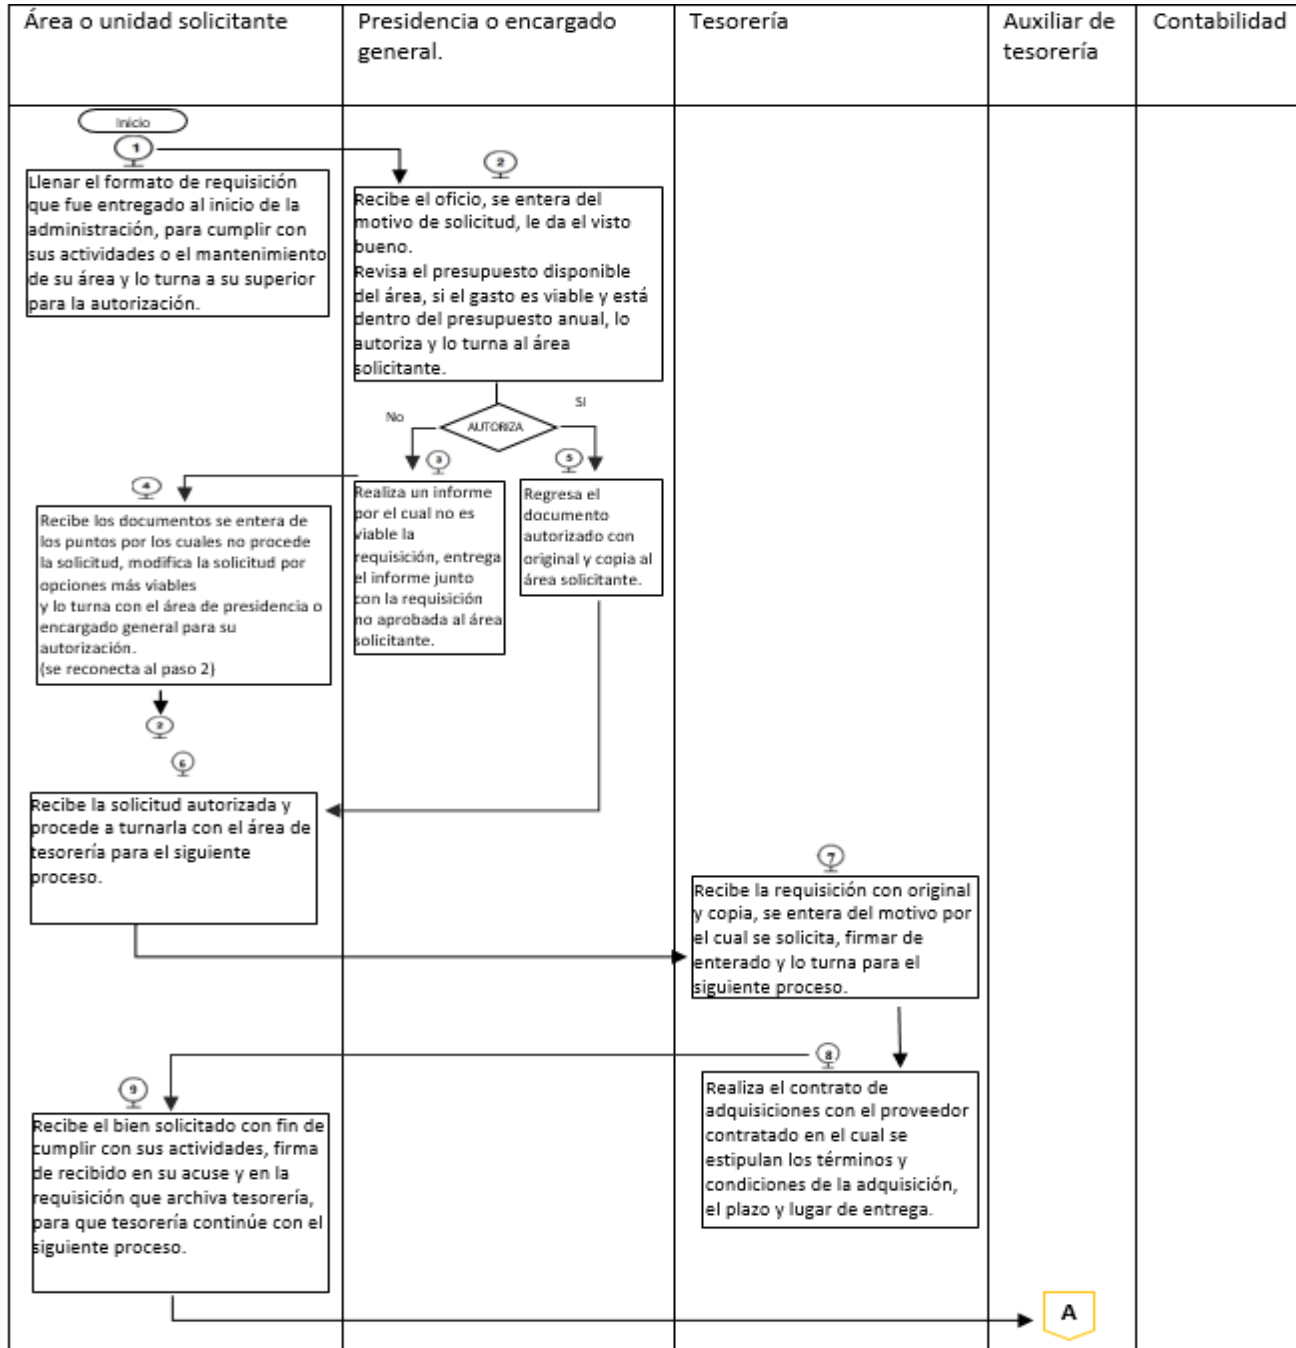 Área o unidad solicitante
Presidencia o encargado
general.
Tesorería
Auxiliar de
tesorería
Contabilidad
Inicio
1
Llenar el formato de requisición
que fue entregado al inicio de la
administración, para cumplir con
sus actividades o el mantenimiento
de su área y lo turna a su superior
para la autorización.
2
Recibe el oficio, se entera del
motivo de solicitud, le da el visto
bueno.
Revisa el presupuesto disponible
del área, si el gasto es viable y está
dentro del presupuesto anual, lo
autoriza y lo turna al área
solicitante.
No
SI
AUTORIZA
3
Realiza un informe
por el cual no es
viable la
requisición, entrega
el informe junto
con la requisición
no aprobada al área
solicitante.
5
Regresa el
documento
autorizado con
original y copia al
área solicitante.
4
Recibe los documentos se entera de
los puntos por los cuales no procede
la solicitud, modifica la solicitud por
opciones más viables
y lo turna con el área de presidencia o
encargado general para su
autorización.
(se reconecta al paso 2)
2
6
Recibe la solicitud autorizada y
procede a turnarla con el área de
tesorería para el siguiente
proceso.
7
Recibe la requisición con original
y copia, se entera del motivo por
el cual se solicita, firmar de
enterado y lo turna para el
siguiente proceso.
8
Realiza el contrato de
adquisiciones con el proveedor
contratado en el cual se
estipulan los términos y
condiciones de la adquisición,
el plazo y lugar de entrega.
9
Recibe el bien solicitado con fin de
cumplir con sus actividades, firma
de recibido en su acuse y en la
requisición que archiva tesorería,
para que tesorería continúe con el
siguiente proceso.
A